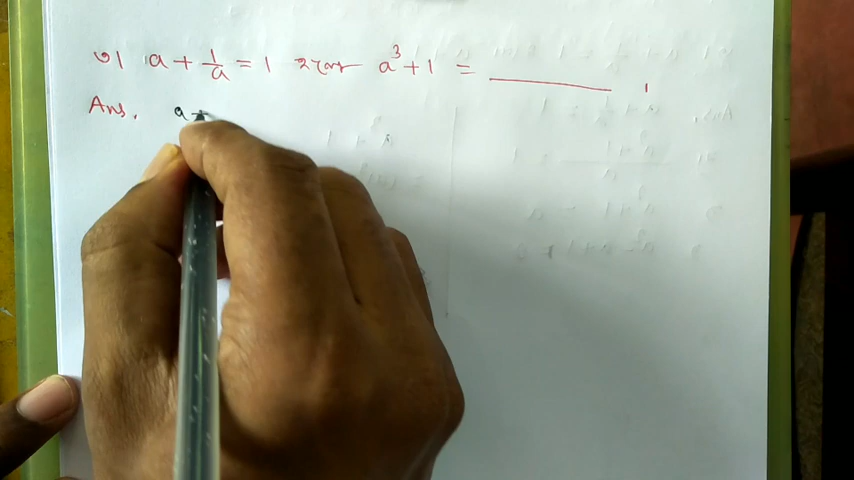 ৩। a + 1/a = 1 হলে a³ + 1 = ________ ।
Ans. a